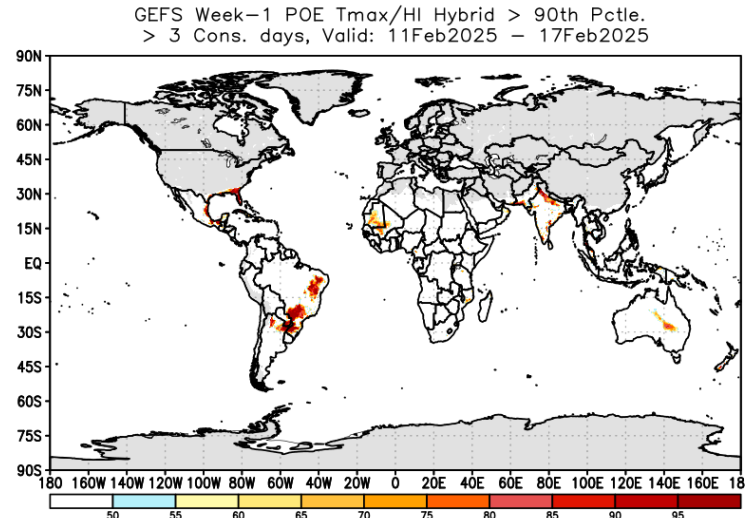 GEFS Week-1 POE Tmax/HI Hybrid > 90th Pctle.
> 3 Cons. days, Valid: 11Feb2025 - 17Feb2025
90N
75N
60N
45N
30N
15N
EQ
15S
30S
45S
60S
75S
90S
180 160W 140W 120W 100W 80W 60W 40W 20W 0 20E 40E 60E 80E 100E 120E 140E 160E 180
50 55 60 65 70 75 80 85 90 95